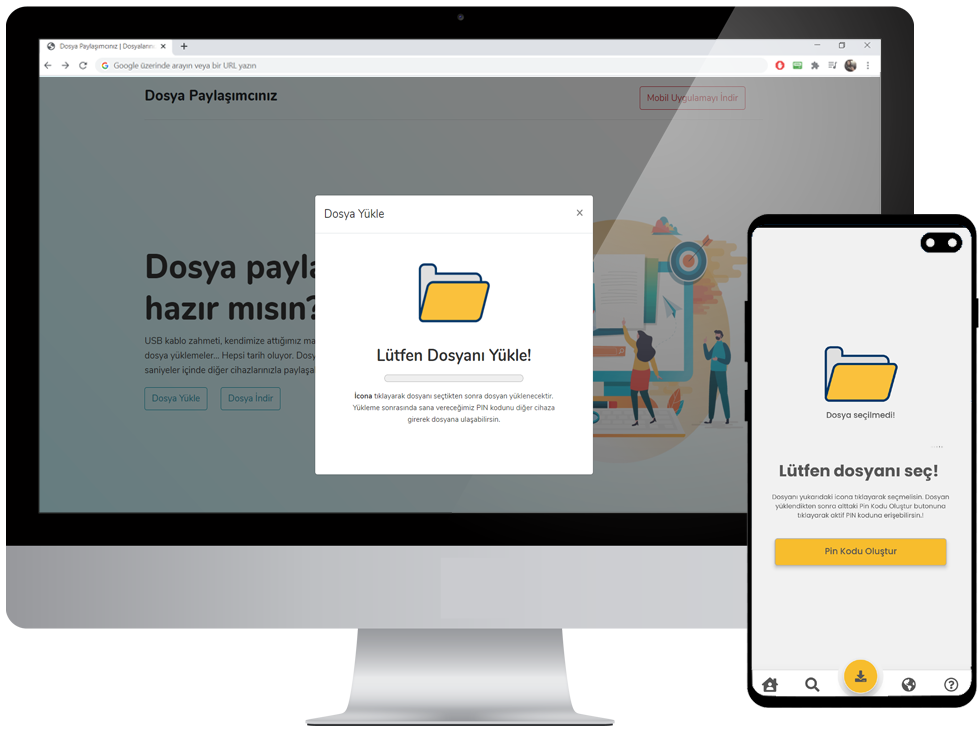 Dosya Paylaşımcınız | Dosyalarını
Google üzerinde arayın veya bir URL yazın
Dosya Paylaşımcınız
Mobil Uygulamayı İndir
Dosya payla
hazır mısın?
USB kablo zahmeti, kendimize attığımız ma
dosya yüklemeler... Hepsi tarih oluyor. Dosy
saniyeler içinde diğer cihazlarınızla paylaşa
Dosya Yükle
Dosya İndir
Dosya Yükle
Lütfen Dosyanı Yükle!
İcona tıklayarak dosyanı seçtikten sonra dosyan yüklenecektir.
Yükleme sonrasında sana vereceğimiz PIN kodunu diğer cihaza
girerek dosyana ulaşabilirsin.
Dosya seçilmedi!
Lütfen dosyanı seç!
Dosyanı yukarıdaki icona tıklayarak seçmelisin. Dosyan
yüklendikten sonra alttaki Pin Kodu Oluştur butonuna
tıklayarak aktif PIN koduna erişebilirsin.!
Pin Kodu Oluştur